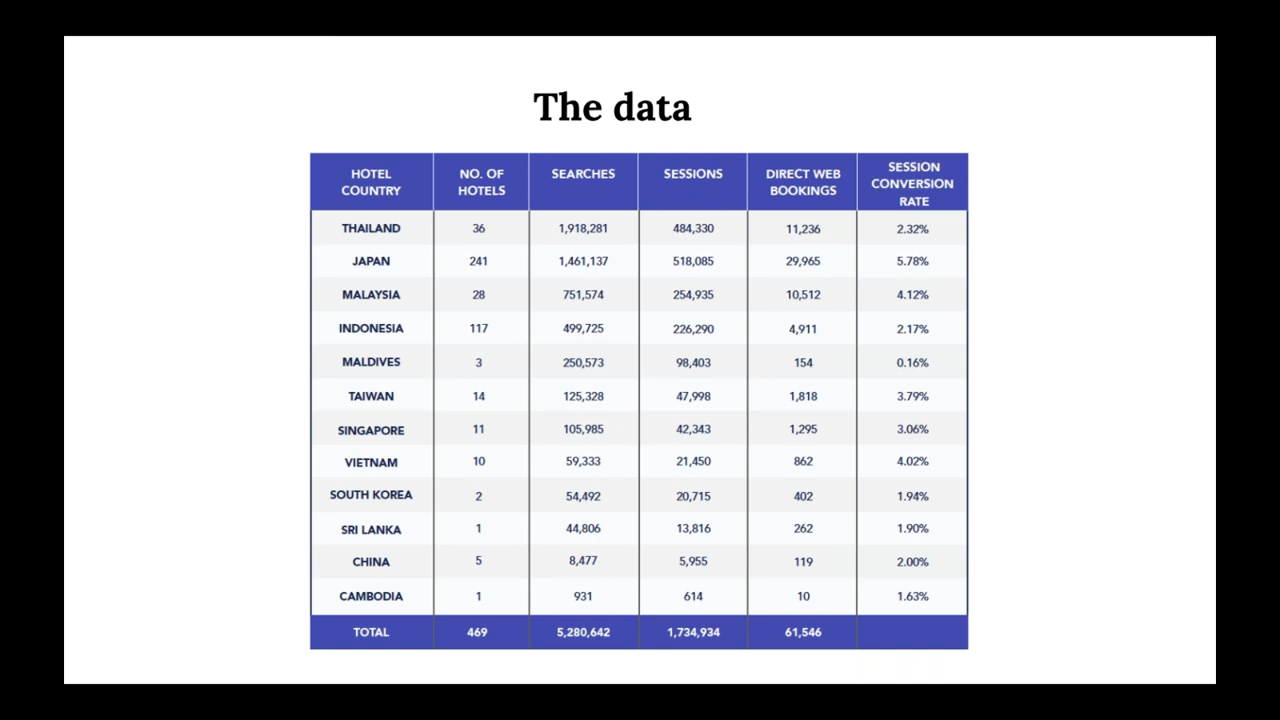 The data
HOTEL COUNTRY NO. OF HOTELS SEARCHES SESSIONS DIRECT WEB BOOKINGS SESSION CONVERSION RATE
THAILAND 36 1,918,281 484,330 11,236 2.32%
JAPAN 241 1,461,137 518,085 29,965 5.78%
MALAYSIA 28 751,574 254,935 10,512 4.12%
INDONESIA 117 499,725 226,290 4,911 2.17%
MALDIVES 3 250,573 98,403 154 0.16%
TAIWAN 14 125,328 47,998 1,818 3.79%
SINGAPORE 11 105,985 42,343 1,295 3.06%
VIETNAM 10 59,333 21,450 862 4.02%
SOUTH KOREA 2 54,492 20,715 402 1.94%
SRI LANKA 1 44,806 13,816 262 1.90%
CHINA 5 8,477 5,955 119 2.00%
CAMBODIA 1 931 614 10 1.63%
TOTAL 469 5,280,642 1,734,934 61,546